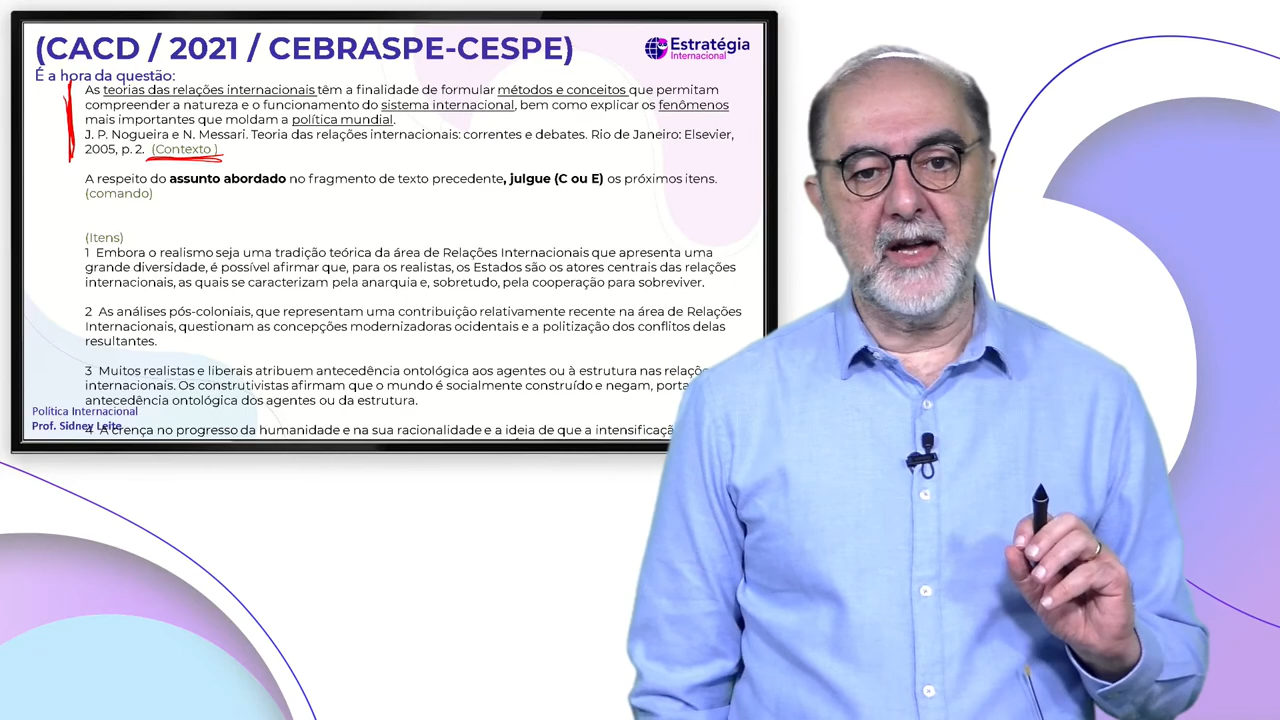 (CACD / 2021 / CEBRASPE-CESPE)
Estratégia
Internacional
É a hora da questão:
As teorias das relações internacionais têm a finalidade de formular métodos e conceitos que permitam
compreender a natureza e o funcionamento do sistema internacional, bem como explicar os fenômenos
mais importantes que moldam a política mundial.
J. P. Nogueira e N. Messari. Teoria das relações internacionais: correntes e debates. Rio de Janeiro: Elsevier,
2005, p. 2. (Contexto )
A respeito do assunto abordado no fragmento de texto precedente, julgue (C ou E) os próximos itens.
(comando)
(Itens)
1 Embora o realismo seja uma tradição teórica da área de Relações Internacionais que apresenta uma
grande diversidade, é possível afirmar que, para os realistas, os Estados são os atores centrais das relações
internacionais, as quais se caracterizam pela anarquia e, sobretudo, pela cooperação para sobreviver.
2 As análises pós-coloniais, que representam uma contribuição relativamente recente na área de Relações
Internacionais, questionam as concepções modernizadoras ocidentais e a politização dos conflitos delas
resultantes.
3 Muitos realistas e liberais atribuem antecedência ontológica aos agentes ou à estrutura nas
internacionais. Os construtivistas afirmam que o mundo é socialmente construído e negam,
antecedência ontológica dos agentes ou da estrutura.
Política Internacional
Prof. Sidney Leite
4 A crença no progresso da humanidade e na sua racionalidade e a ideia de que a intensificação